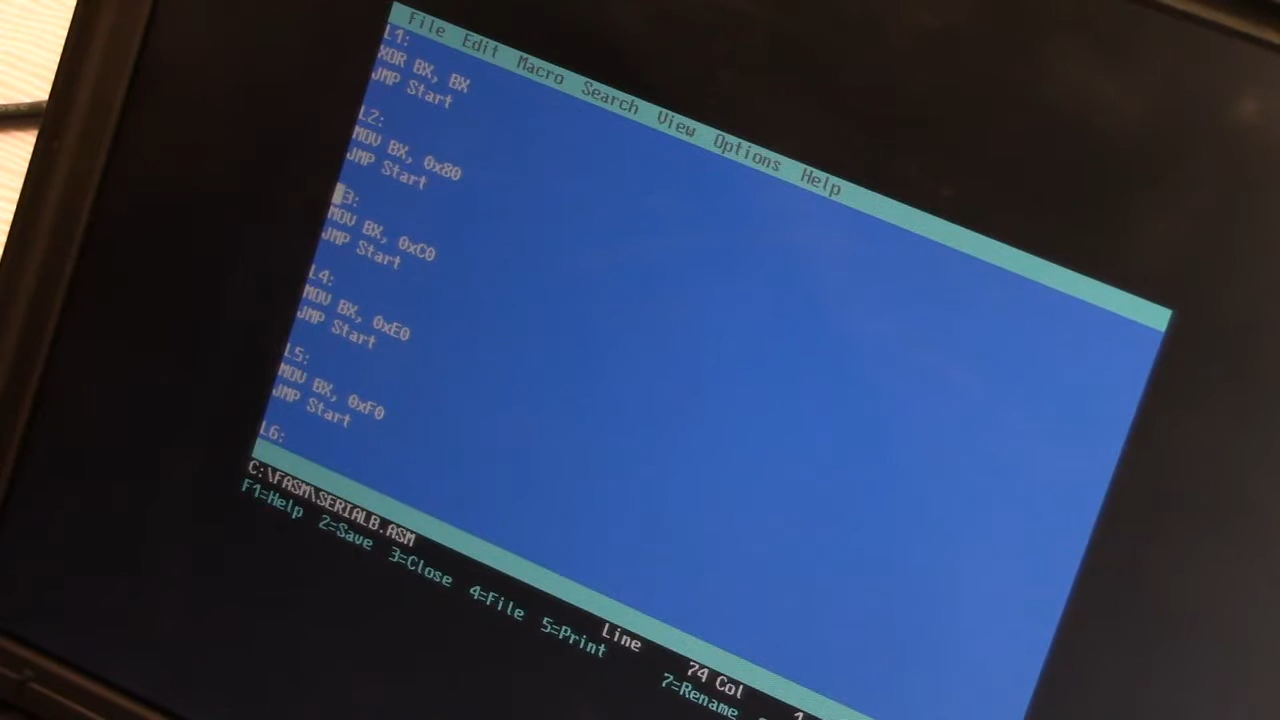 File Edit Macro Search View Options Help
L1:
XOR BX, BX
JMP Start
L2:
MOV BX, 0x80
JMP Start
3:
MOV BX, 0xC0
JMP Start
L4:
MOV BX, 0xE0
JMP Start
L5:
MOV BX, 0xF0
JMP Start
L6:
C:\FASM\SERIALB.ASM Line 74 Col 1
F1=Help 2=Save 3=Close 4=File 5=Print 7=Rename